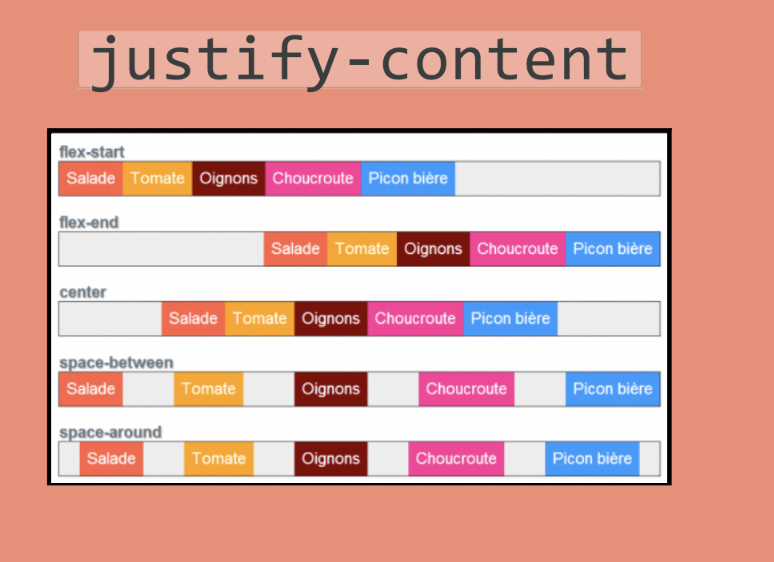 justify-content
flex-start
Salade Tomate Oignons Choucroute Picon bière
flex-end
Salade Tomate Oignons Choucroute Picon bière
center
Salade Tomate Oignons Choucroute Picon bière
space-between
Salade Tomate Oignons Choucroute Picon bière
space-around
Salade Tomate Oignons Choucroute Picon bière